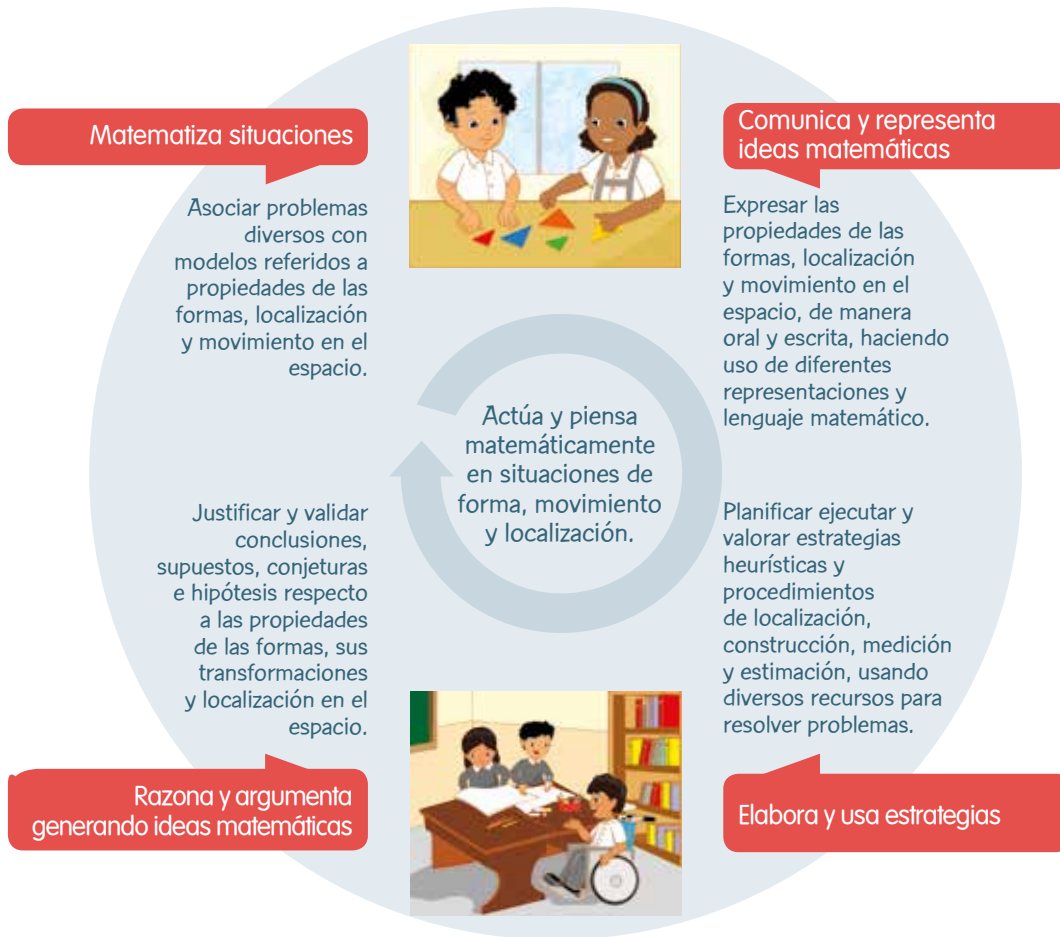 Matematiza situaciones
Asociar problemas
diversos con
modelos referidos a
propiedades de las
formas, localización
y movimiento en el
espacio.
Comunica y representa
ideas matemáticas
Expresar las
propiedades de las
formas, localización
y movimiento en el
espacio, de manera
oral y escrita, haciendo
uso de diferentes
representaciones y
lenguaje matemático.
Actúa y piensa
matemáticamente
en situaciones de
forma, movimiento
y localización.
Justificar y validar
conclusiones,
supuestos, conjeturas
e hipótesis respecto
a las propiedades
de las formas, sus
transformaciones
y localización en el
espacio.
Razona y argumenta
generando ideas matemáticas
Planificar ejecutar y
valorar estrategias
heurísticas y
procedimientos
de localización,
construcción, medición
y estimación, usando
diversos recursos para
resolver problemas.
Elabora y usa estrategias